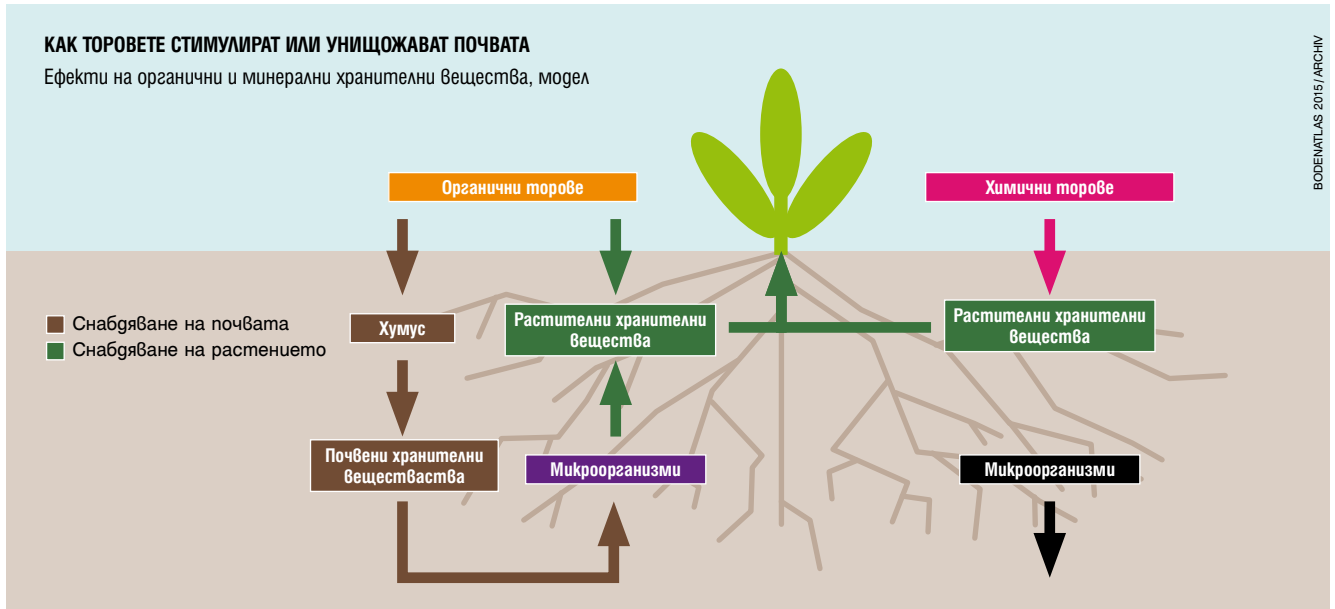 КАК ТОРОВЕТЕ СТИМУЛИРАТ ИЛИ УНИЩОЖАВАТ ПОЧВАТА
Ефекти на органични и минерални хранителни вещества, модел
BODENATLAS 2015 / ARCHIV
Органични торове
Химични торове
Снабдяване на почвата
Снабдяване на растението
Хумус
Растителни хранителни
вещества
Растителни хранителни
вещества
Почвени хранителни
веществаства
Микроорганизми
Микроорганизми